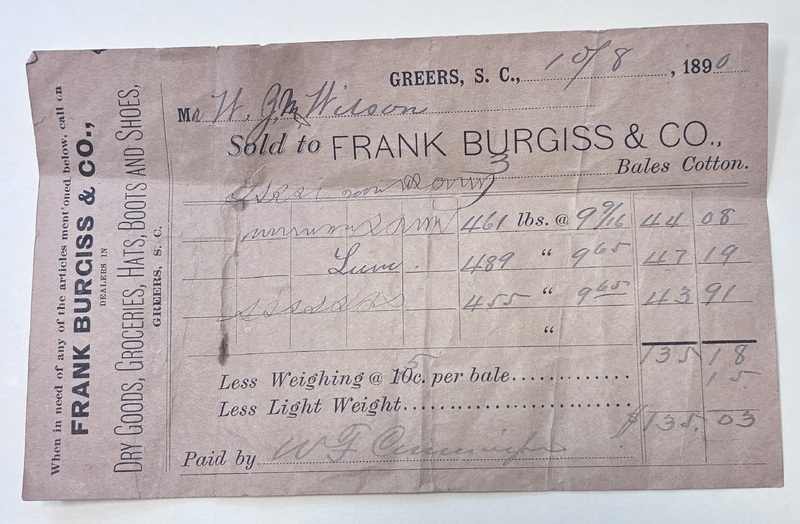 When in need of any of the articles mentioned below, call on
FRANK BURGISS & CO.,
DEALERS IN
DRY GOODS, GROCERIES, HATS, BOOTS AND SHOES,
GREERS, S. C.
GREERS, S. C., 10/8, 1890
Mr W. G. Wilson
Sold to FRANK BURGISS & CO.,
3 Bales Cotton.
461 lbs. @ 9 9/16 44 08
489 " 9 65 47 19
455 " 9 65 43 91
"
135 18
Less Weighing @ 10c. per bale 15
5
Less Light Weight
$135.03
Paid by W F Cunningham